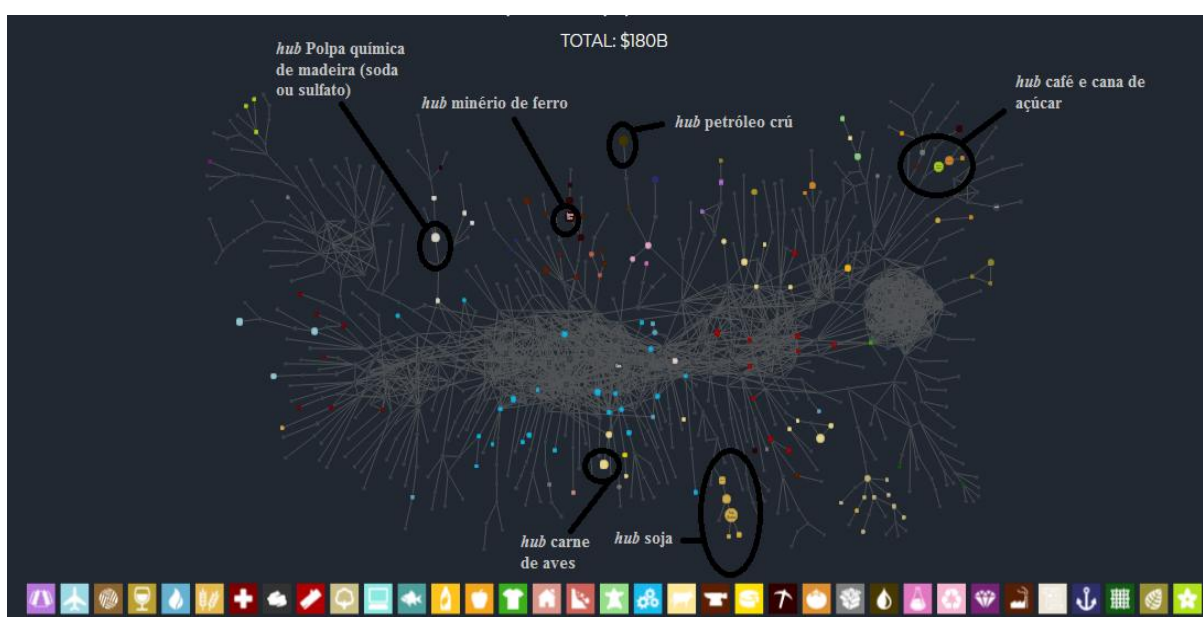 TOTAL: $180B
hub Polpa química
de madeira (soda
ou sulfato)
hub minério de ferro
hub petróleo crú
hub café e cana de
açúcar
hub carne
de aves
hub soja